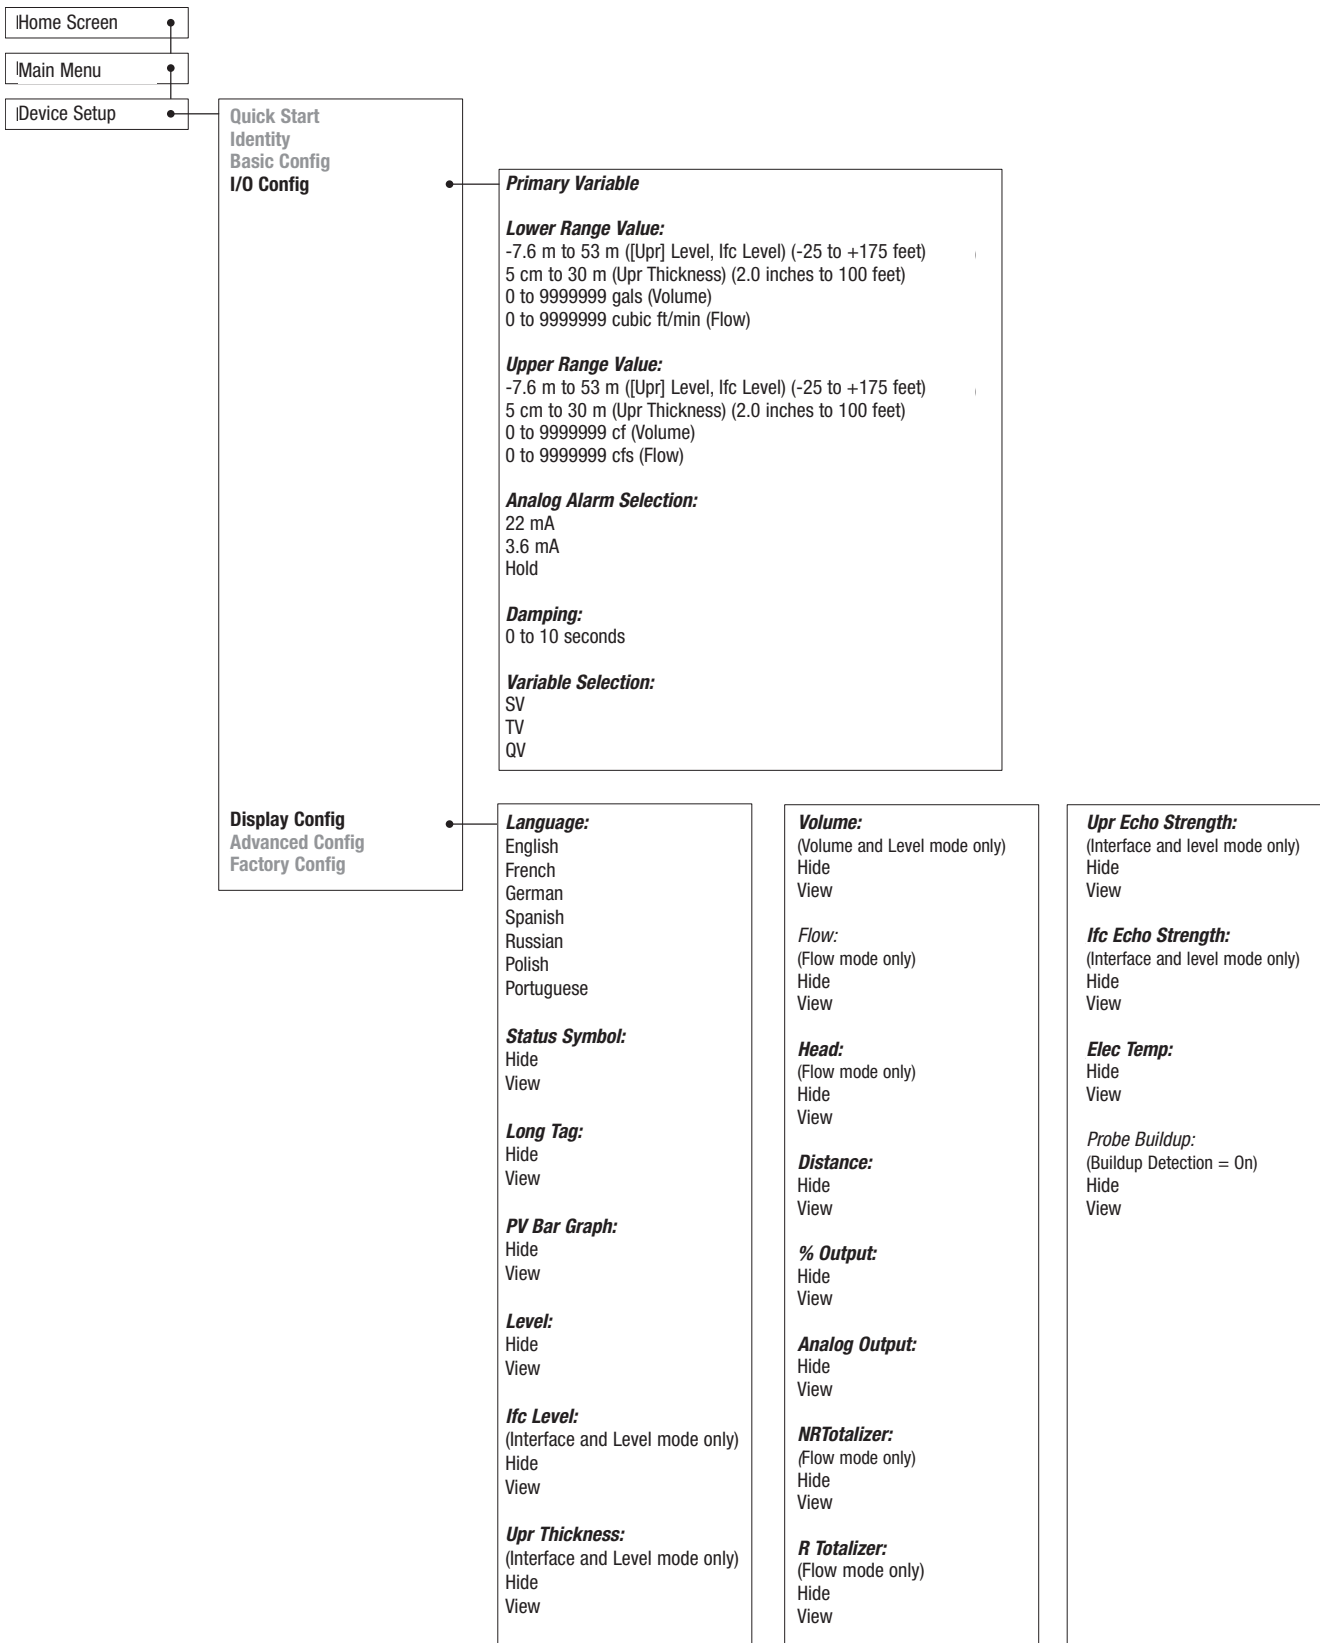 Home Screen
Main Menu
Device Setup
Quick Start
Identity
Basic Config
I/O Config
Primary Variable
Lower Range Value:
-7.6 m to 53 m ([Upr] Level, Ifc Level) (-25 to +175 feet)
5 cm to 30 m (Upr Thickness) (2.0 inches to 100 feet)
0 to 9999999 gals (Volume)
0 to 9999999 cubic ft/min (Flow)
Upper Range Value:
-7.6 m to 53 m ([Upr] Level, Ifc Level) (-25 to +175 feet)
5 cm to 30 m (Upr Thickness) (2.0 inches to 100 feet)
0 to 9999999 cf (Volume)
0 to 9999999 cfs (Flow)
Analog Alarm Selection:
22 mA
3.6 mA
Hold
Damping:
0 to 10 seconds
Variable Selection:
SV
TV
QV
Display Config
Advanced Config
Factory Config
Language:
English
French
German
Spanish
Russian
Polish
Portuguese
Status Symbol:
Hide
View
Long Tag:
Hide
View
PV Bar Graph:
Hide
View
Level:
Hide
View
Ifc Level:
(Interface and Level mode only)
Hide
View
Upr Thickness:
(Interface and Level mode only)
Hide
View
Volume:
(Volume and Level mode only)
Hide
View
Flow:
(Flow mode only)
Hide
View
Head:
(Flow mode only)
Hide
View
Distance:
Hide
View
% Output:
Hide
View
Analog Output:
Hide
View
NRTotalizer:
(Flow mode only)
Hide
View
R Totalizer:
(Flow mode only)
Hide
View
Upr Echo Strength:
(Interface and level mode only)
Hide
View
Ifc Echo Strength:
(Interface and level mode only)
Hide
View
Elec Temp:
Hide
View
Probe Buildup:
(Buildup Detection = On)
Hide
View